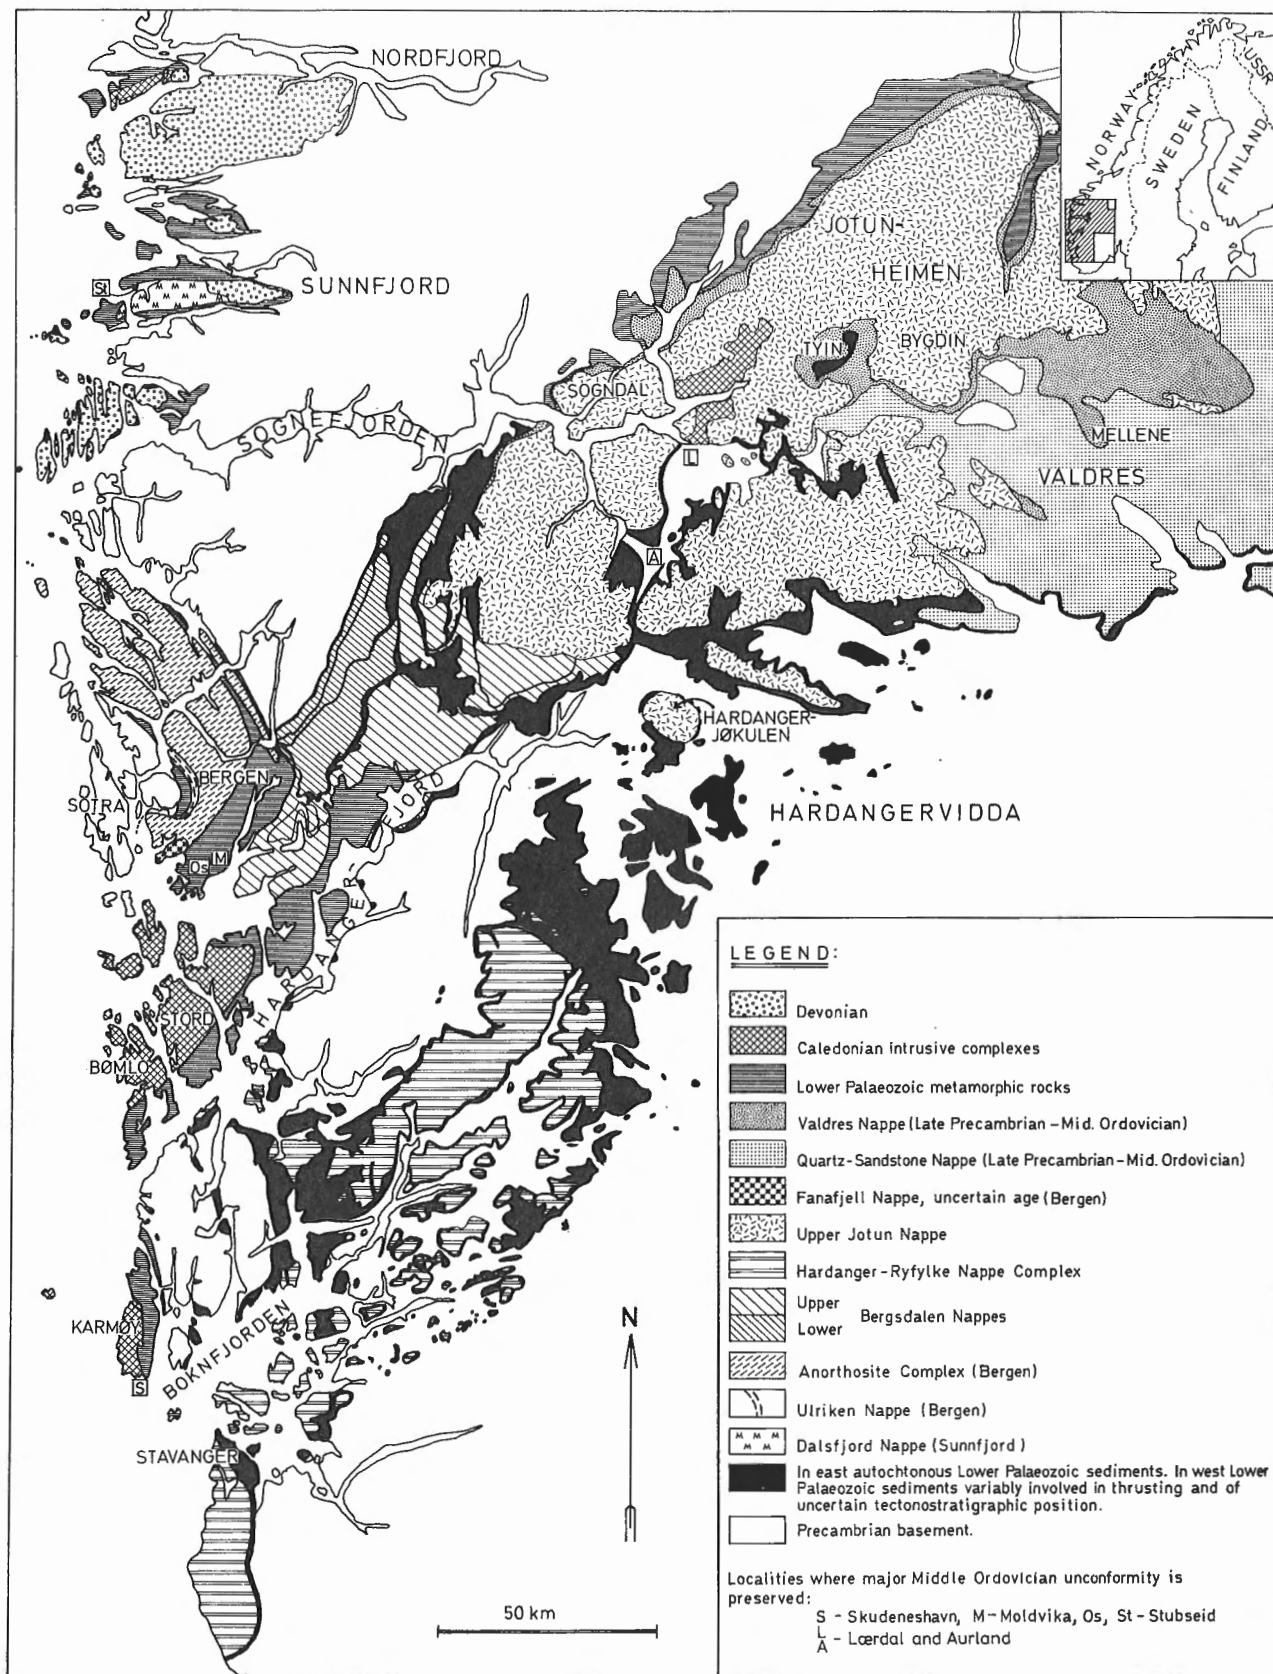 NORDFJORD
NORWAY
SWEDEN
FINLAND
USSR
JOTUN-
HEIMEN
St
SUNNFJORD
TYIN
BYGDIN
SOGNDAL
SOGNEFJORDEN
MELLENE
L
VALDRES
A
HARDANGER-
JØKULEN
BERGEN
SOTRA
HARDANGERFJORD
HARDANGERVIDDA
Os
M
STORD
BØMLO
KARMØY
S
BOKNFJORDEN
STAVANGER
N
50 km
LEGEND:
Devonian
Caledonian intrusive complexes
Lower Palaeozoic metamorphic rocks
Valdres Nappe (Late Precambrian - Mid. Ordovician)
Quartz-Sandstone Nappe (Late Precambrian-Mid. Ordovician)
Fanafjell Nappe, uncertain age (Bergen)
Upper Jotun Nappe
Hardanger-Ryfylke Nappe Complex
Upper
Lower
Bergsdalen Nappes
Anorthosite Complex (Bergen)
Ulriken Nappe (Bergen)
M M M M
M M
Dalsfjord Nappe (Sunnfjord)
In east autochtonous Lower Palaeozoic sediments. In west Lower
Palaeozoic sediments variably involved in thrusting and of
uncertain tectonostratigraphic position.
Precambrian basement.
Localities where major Middle Ordovician unconformity is
preserved:
S - Skudeneshavn, M-Moldvika, Os, St-Stubseid
L
A - Lærdal and Aurland